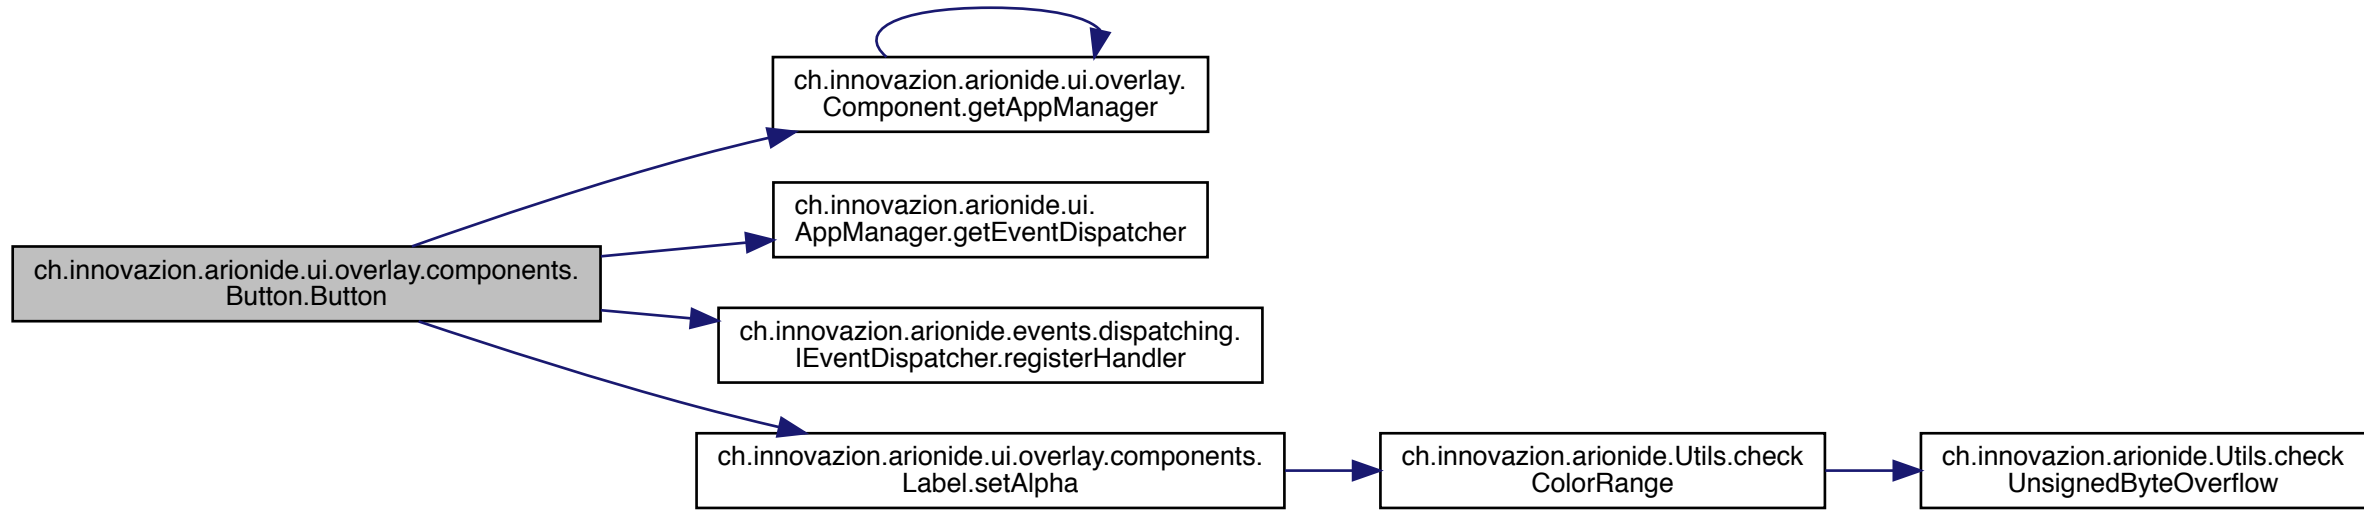 ch.innovazion.arionide.ui.overlay.
Component.getAppManager
ch.innovazion.arionide.ui.
AppManager.getEventDispatcher
ch.innovazion.arionide.ui.overlay.components.
Button.Button
ch.innovazion.arionide.events.dispatching.
IEventDispatcher.registerHandler
ch.innovazion.arionide.ui.overlay.components.
Label.setAlpha
ch.innovazion.arionide.Utils.check
ColorRange
ch.innovazion.arionide.Utils.check
UnsignedByteOverflow